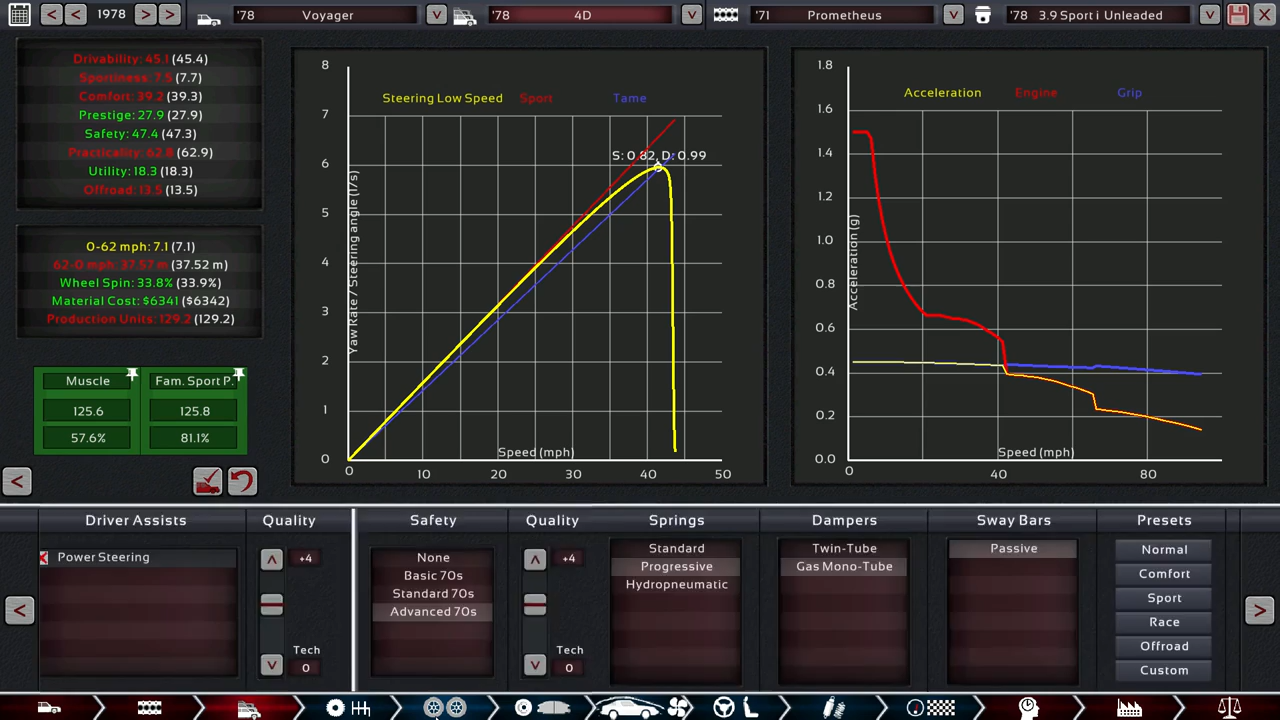 1978
'78 Voyager
'78 4D
'71 Prometheus
'78 3.9 Sport i Unleaded
Drivability: 45.1 (45.4)
Sportiness: 7.5 (7.7)
Comfort: 39.2 (39.3)
Prestige: 27.9 (27.9)
Safety: 47.4 (47.3)
Practicality: 62.8 (62.9)
Utility: 18.3 (18.3)
Offroad: 13.5 (13.5)
0-62 mph: 7.1 (7.1)
62-0 mph: 37.57 m (37.52 m)
Wheel Spin: 33.8% (33.9%)
Material Cost: $6341 ($6342)
Production Units: 129.2 (129.2)
Muscle
125.6
57.6%
Fam. Sport P.
125.8
81.1%
Steering Low Speed Sport Tame
S: 0.82, D: 0.99
Yaw Rate / Steering angle (1/s)
8
7
6
5
4
3
2
1
0
Speed (mph)
0 10 20 30 40 50
Acceleration Engine Grip
Acceleration (g)
1.8
1.6
1.4
1.2
1.0
0.8
0.6
0.4
0.2
0.0
Speed (mph)
0 40 80
Driver Assists
Power Steering
Quality
+4
Tech
0
Safety
None
Basic 70s
Standard 70s
Advanced 70s
Quality
+4
Tech
0
Springs
Standard
Progressive
Hydropneumatic
Dampers
Twin-Tube
Gas Mono-Tube
Sway Bars
Passive
Presets
Normal
Comfort
Sport
Race
Offroad
Custom